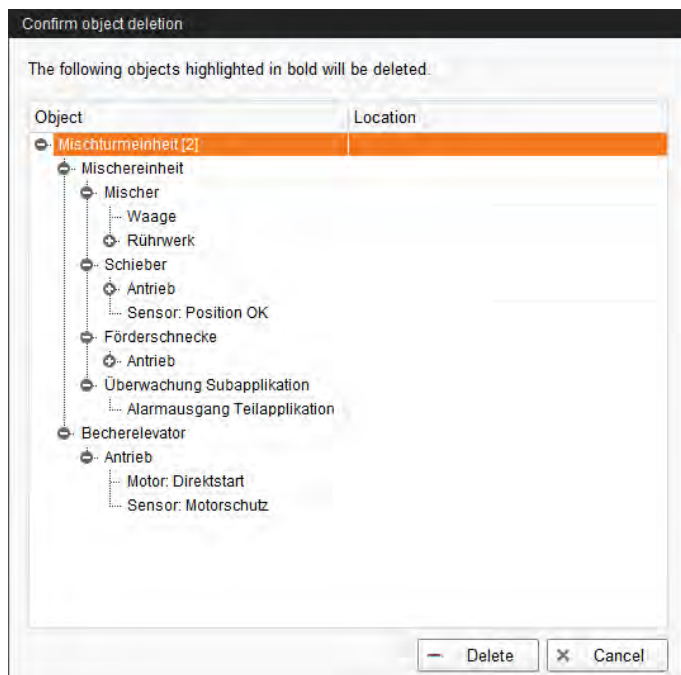 Confirm object deletion
The following objects highlighted in bold will be deleted.
Object Location
Mischturmeinheit [2]
Mischereinheit
Mischer
Waage
Rührwerk
Schieber
Antrieb
Sensor: Position OK
Förderschnecke
Antrieb
Überwachung Subapplikation
Alarmausgang Teilapplikation
Becherelevator
Antrieb
Motor: Direktstart
Sensor: Motorschutz
Delete Cancel